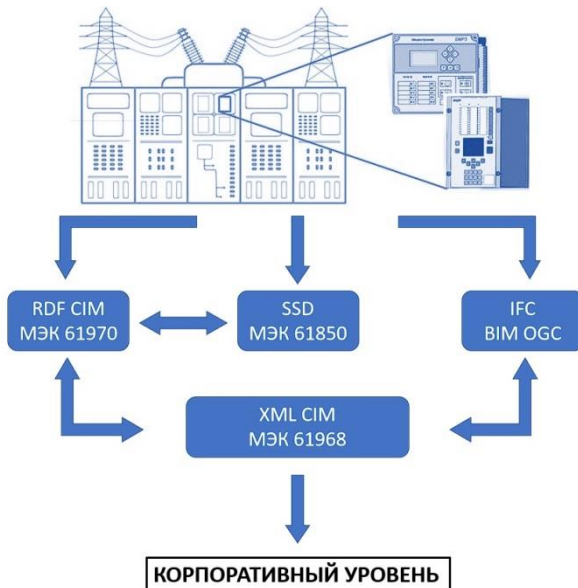 RDF CIM
МЭК 61970
SSD
МЭК 61850
IFC
BIM OGC
XML CIM
МЭК 61968
КОРПОРАТИВНЫЙ УРОВЕНЬ